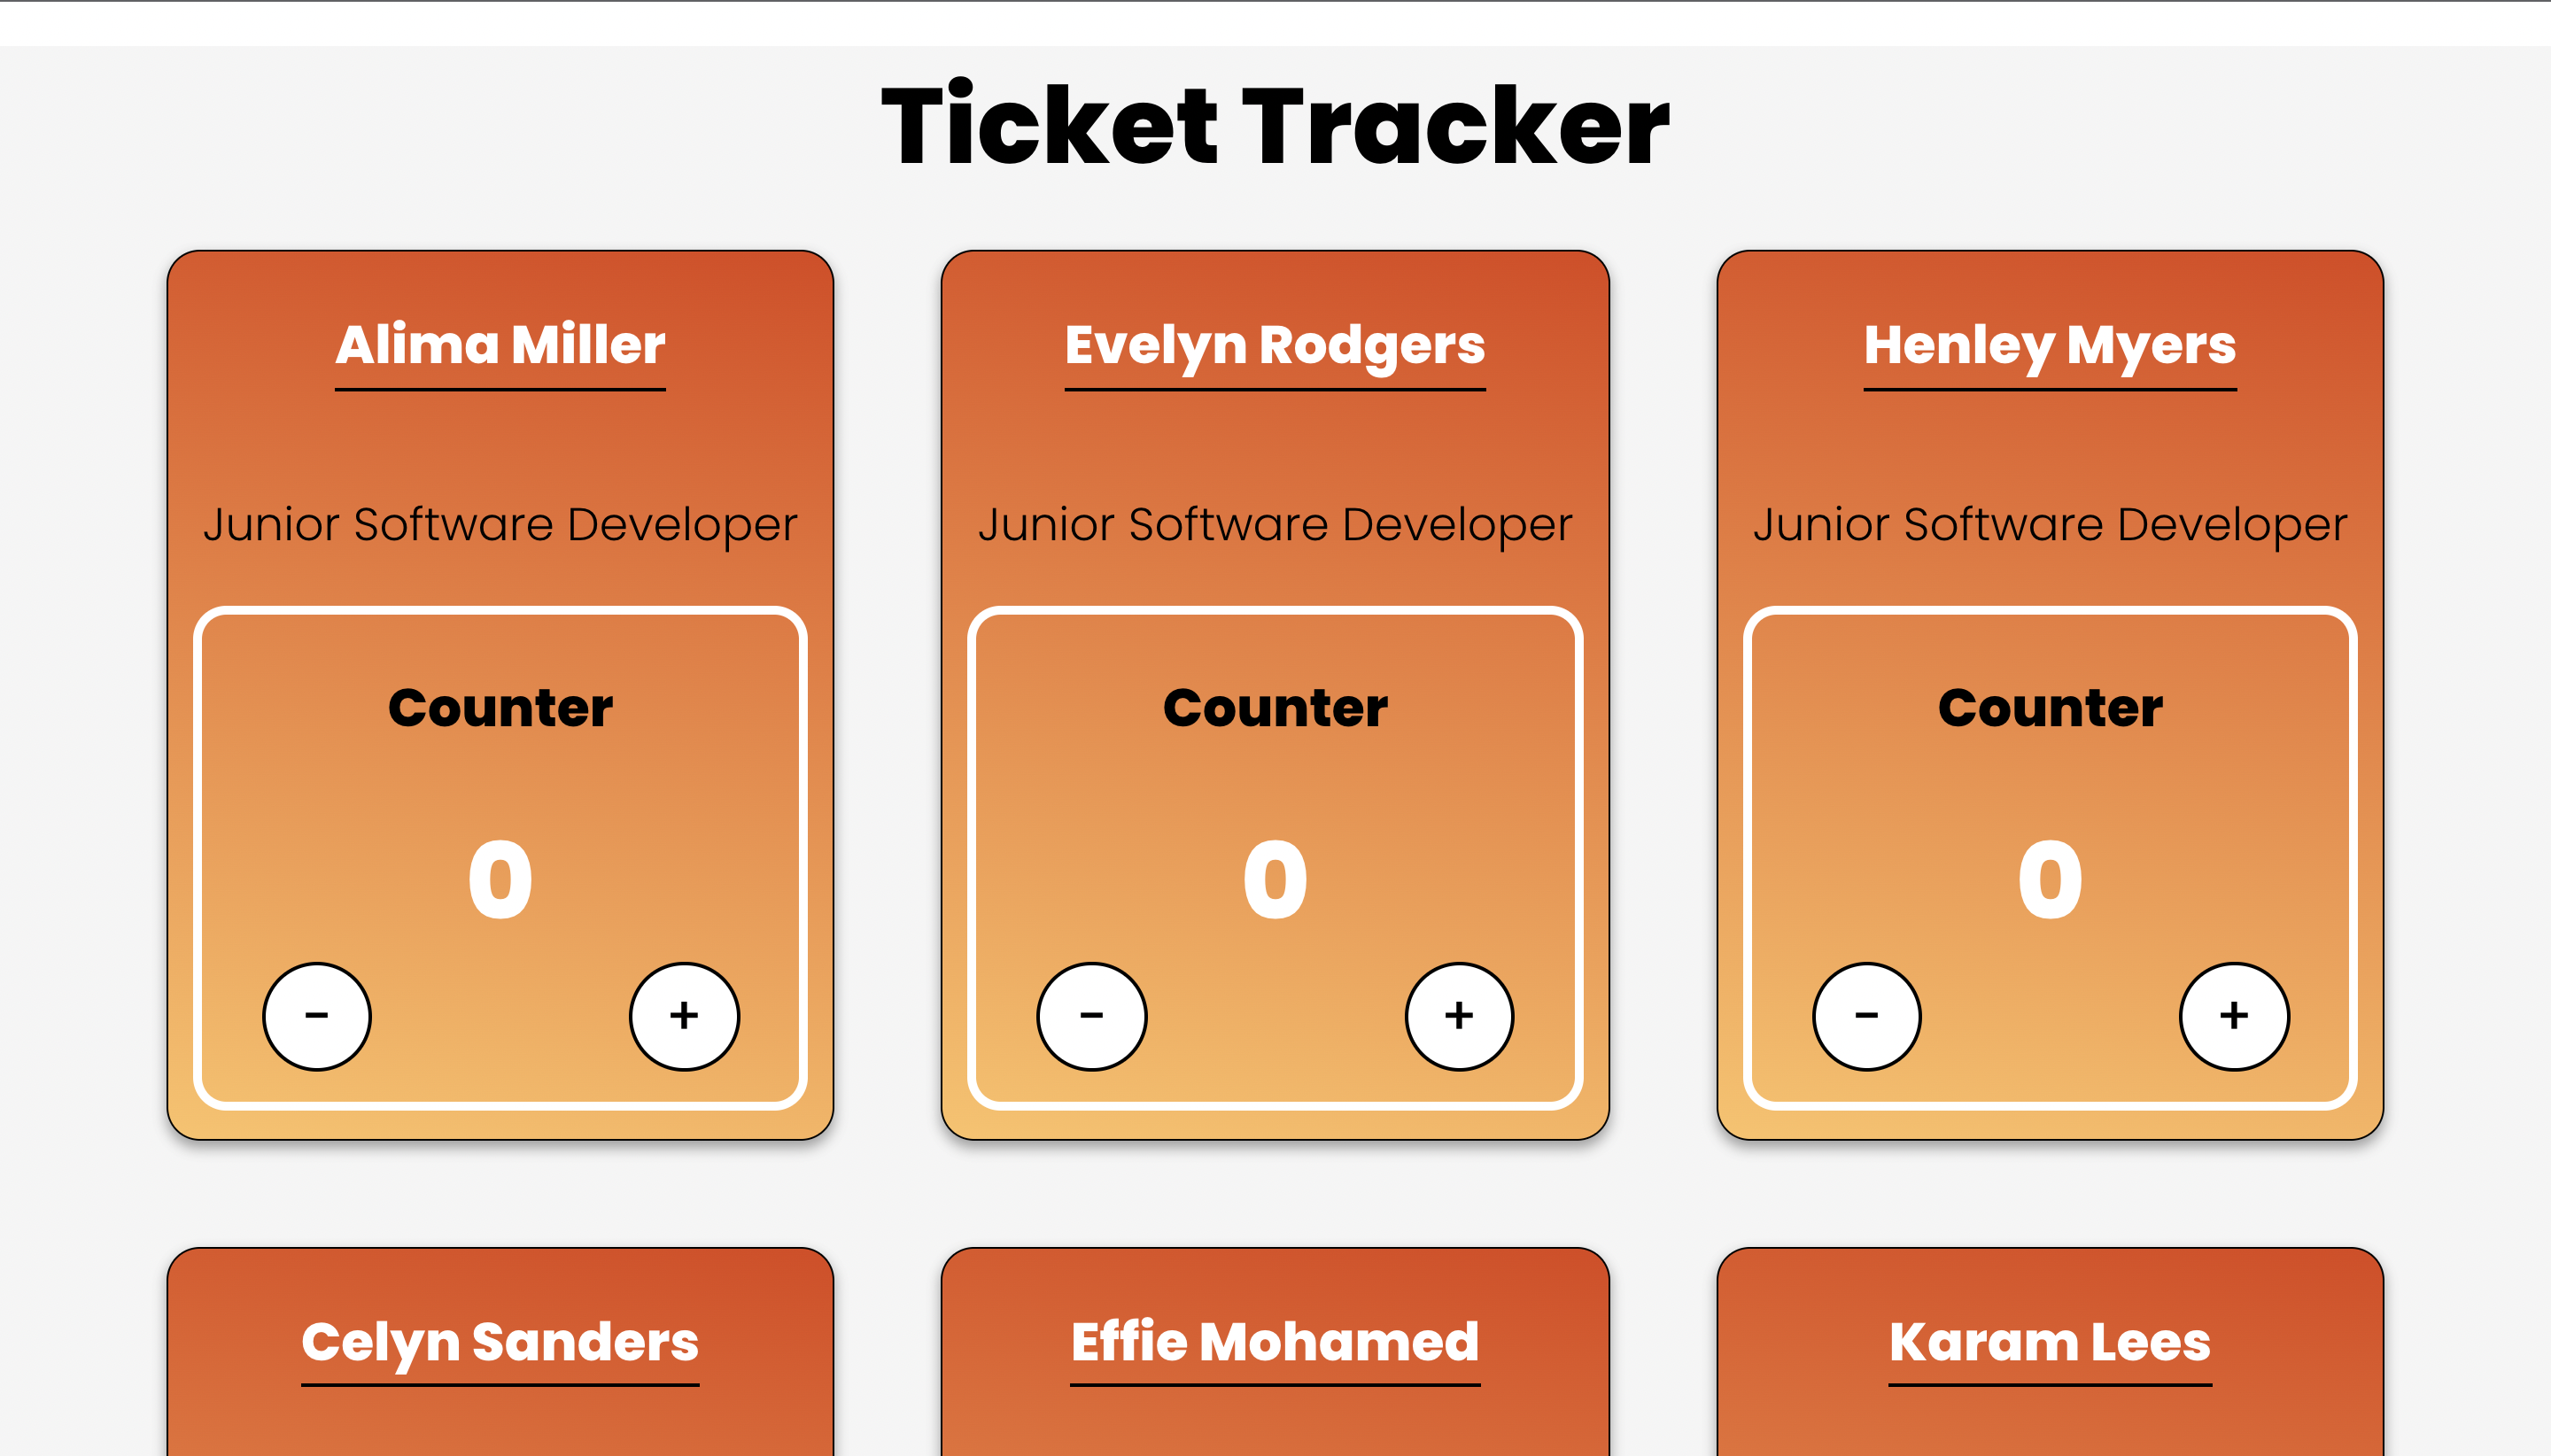 Ticket Tracker
Alima Miller
Junior Software Developer
Counter
0
- +
Evelyn Rodgers
Junior Software Developer
Counter
0
- +
Henley Myers
Junior Software Developer
Counter
0
- +
Celyn Sanders
Effie Mohamed
Karam Lees